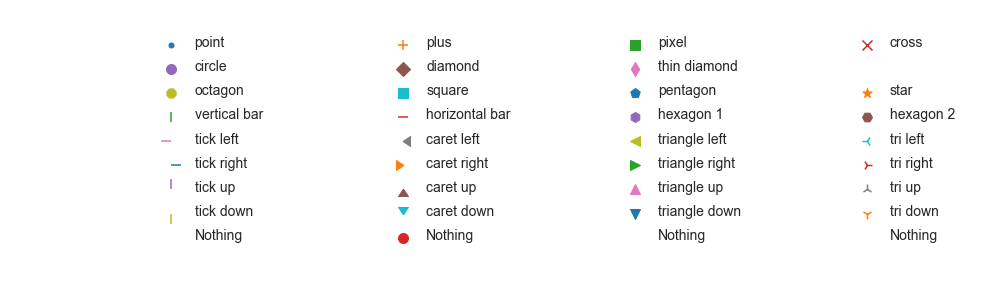 point plus pixel cross
circle diamond thin diamond
octagon square pentagon star
vertical bar horizontal bar hexagon 1 hexagon 2
tick left caret left triangle left tri left
tick right caret right triangle right tri right
tick up caret up triangle up tri up
tick down caret down triangle down tri down
Nothing Nothing Nothing Nothing